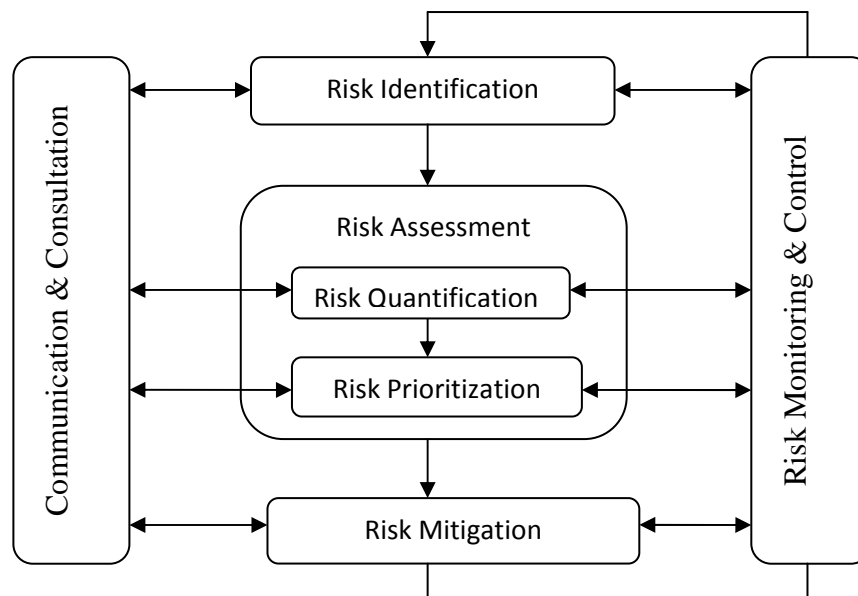 Communication & Consultation
Risk Identification
Risk Assessment
Risk Quantification
Risk Prioritization
Risk Mitigation
Risk Monitoring & Control